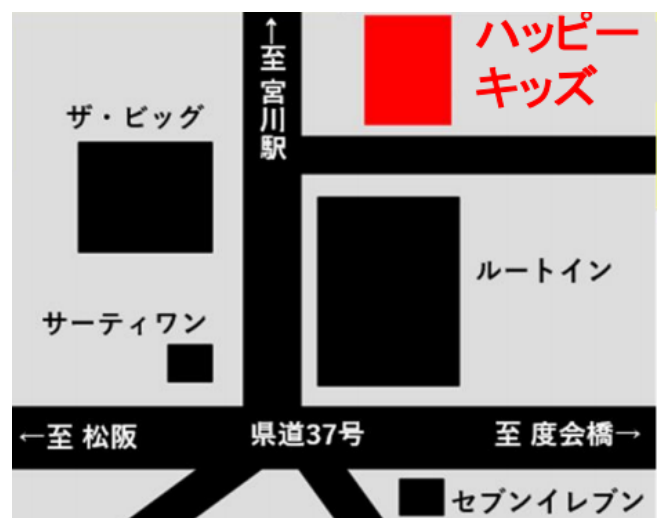 ↑至 宮川駅
ハッピー
キッズ
ザ・ビッグ
ルートイン
サーティワン
←至 松阪
県道37号
至 度会橋→
セブンイレブン